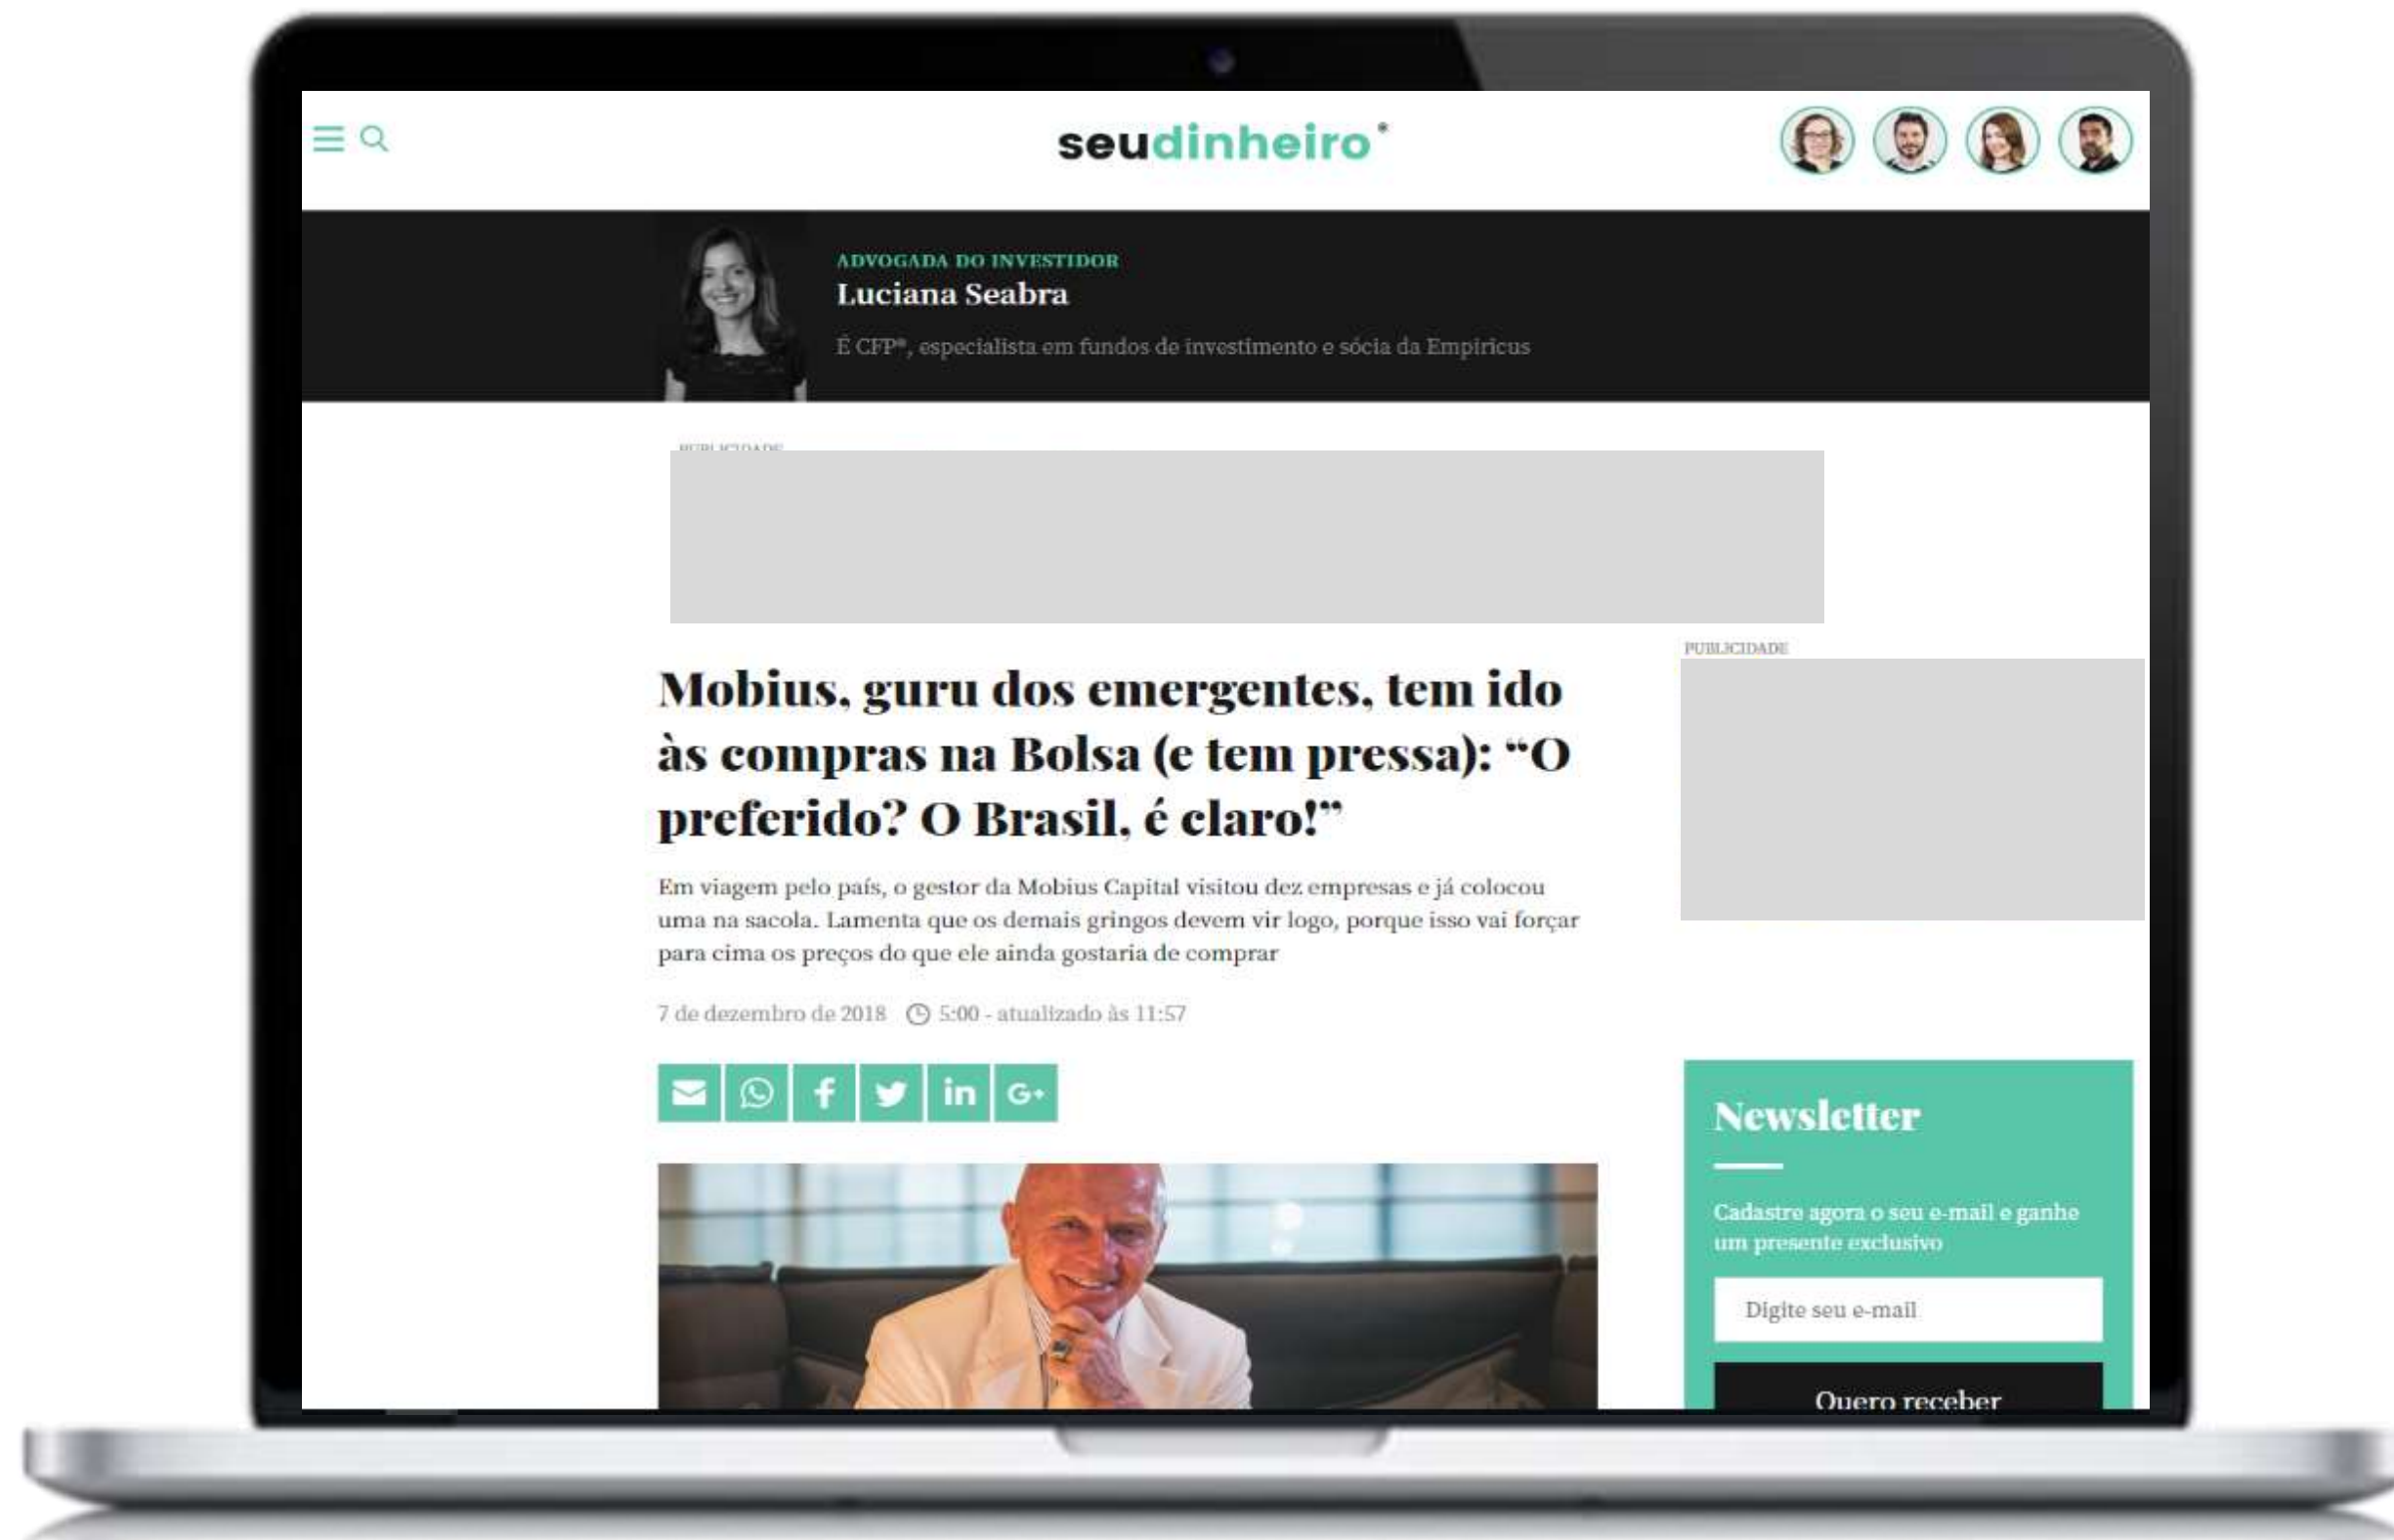 seudinheiro
ADVOGADA DO INVESTIDOR
Luciana Seabra
É CFP®, especialista em fundos de investimento e sócia da Empiricus
PUBLICIDADE
Mobius, guru dos emergentes, tem ido
às compras na Bolsa (e tem pressa): “O
preferido? O Brasil, é claro!”
Em viagem pelo país, o gestor da Mobius Capital visitou dez empresas e já colocou
uma na sacola. Lamenta que os demais gringos devem vir logo, porque isso vai forçar
para cima os preços do que ele ainda gostaria de comprar
7 de dezembro de 2018 5:00 - atualizado às 11:57
f in G+
PUBLICIDADE
Newsletter
Cadastre agora o seu e-mail e ganhe
um presente exclusivo
Digite seu e-mail
Quero receber